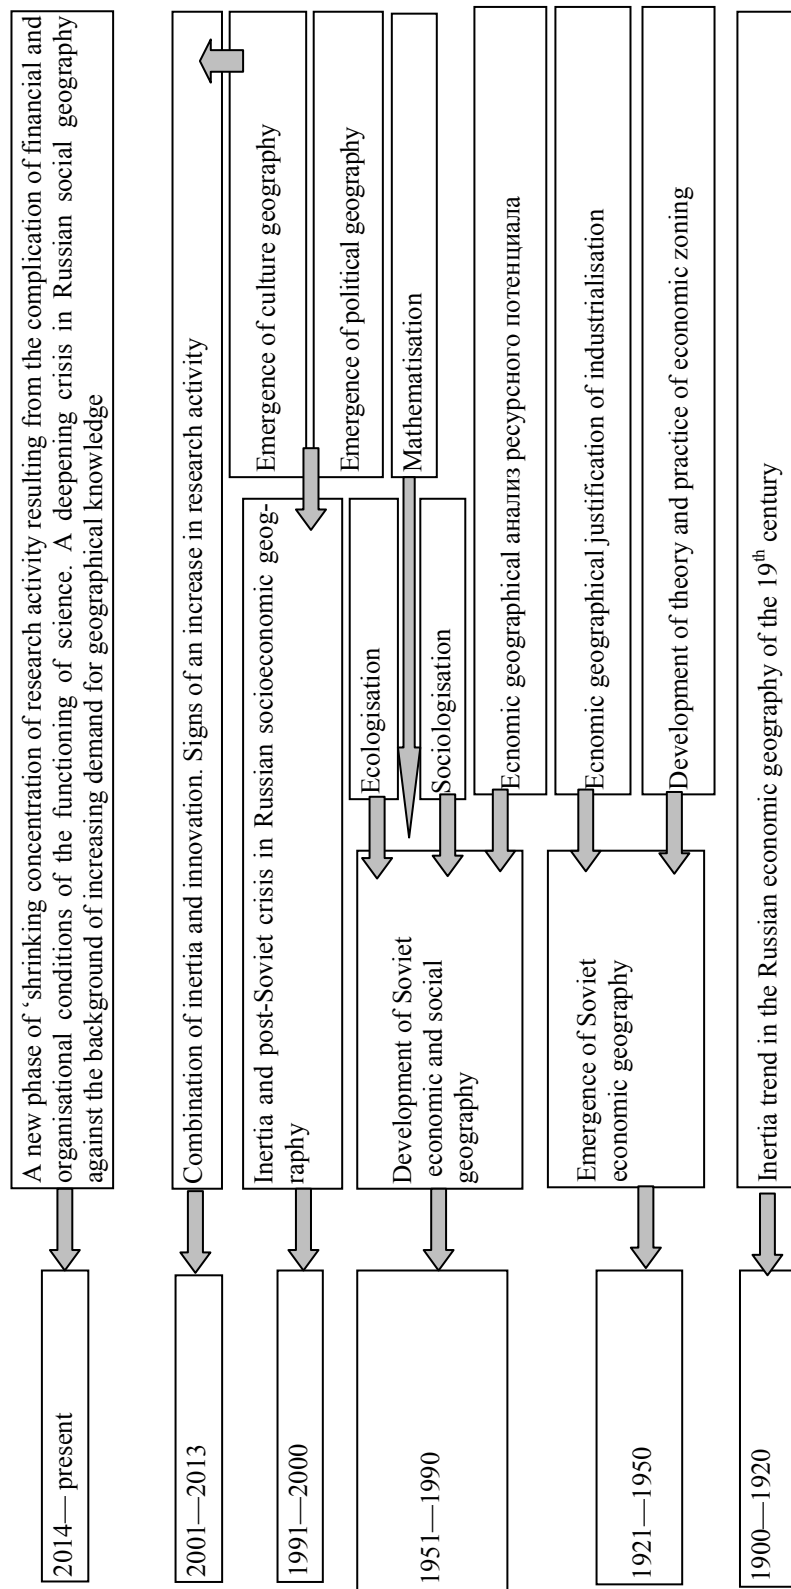 2014— present
A new phase of ‘shrinking concentration of research activity resulting from the complication of financial and
organisational conditions of the functioning of science. A deepening crisis in Russian social geography
against the background of increasing demand for geographical knowledge
2001—2013
Combination of inertia and innovation. Signs of an increase in research activity
1991—2000
Inertia and post-Soviet crisis in Russian socioeconomic geog-
raphy
Emergence of culture geography
Emergence of political geography
1951—1990
Development of Soviet
economic and social
geography
Ecologisation
Mathematisation
Sociologisation
Ecnomic geographical анализ ресурсного потенциала
1921—1950
Emergence of Soviet
economic geography
Ecnomic geographical justification of industrialisation
Development of theory and practice of economic zoning
1900—1920
Inertia trend in the Russian economic geography of the 19th century